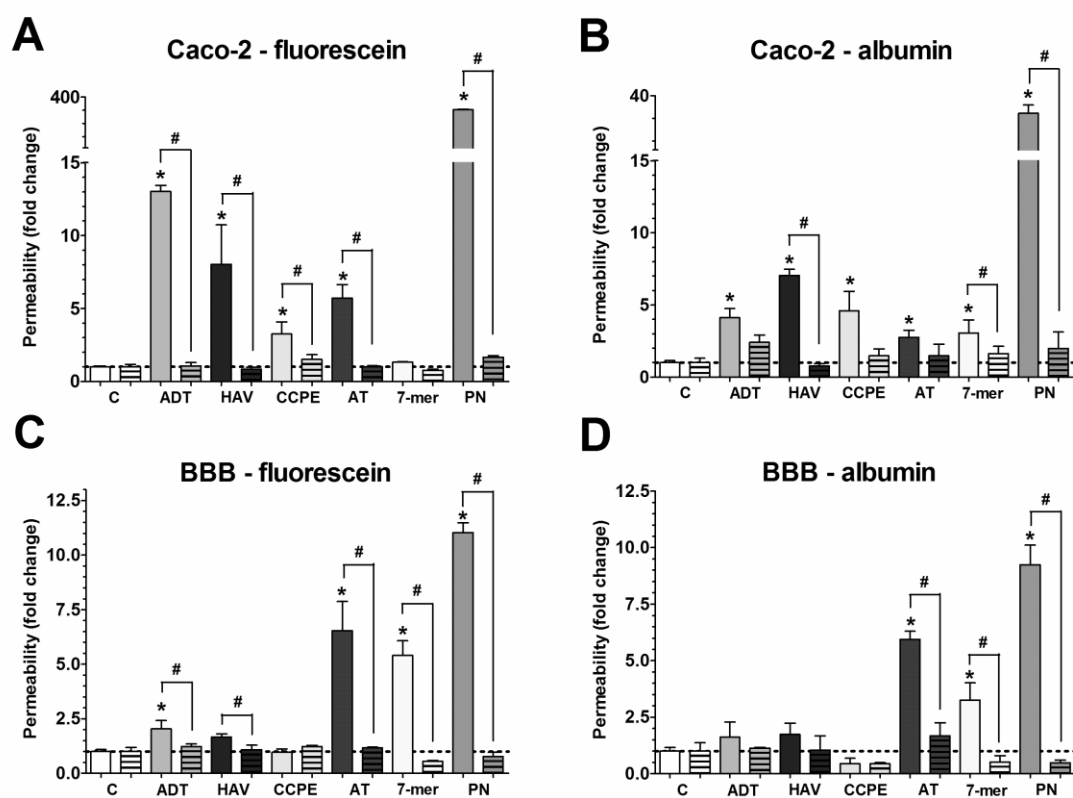 A
Caco-2 - fluorescein
Permeability (fold change)
400
15
10
5
0
* # * # * # * # * #
C ADT HAV CCPE AT 7-mer PN
B
Caco-2 - albumin
Permeability (fold change)
40
15
10
5
0
* * # * * * # * #
C ADT HAV CCPE AT 7-mer PN
C
BBB - fluorescein
Permeability (fold change)
12.5
10.0
7.5
5.0
2.5
0.0
* # # * # * # * #
C ADT HAV CCPE AT 7-mer PN
D
BBB - albumin
Permeability (fold change)
12.5
10.0
7.5
5.0
2.5
0.0
* # * # * #
C ADT HAV CCPE AT 7-mer PN